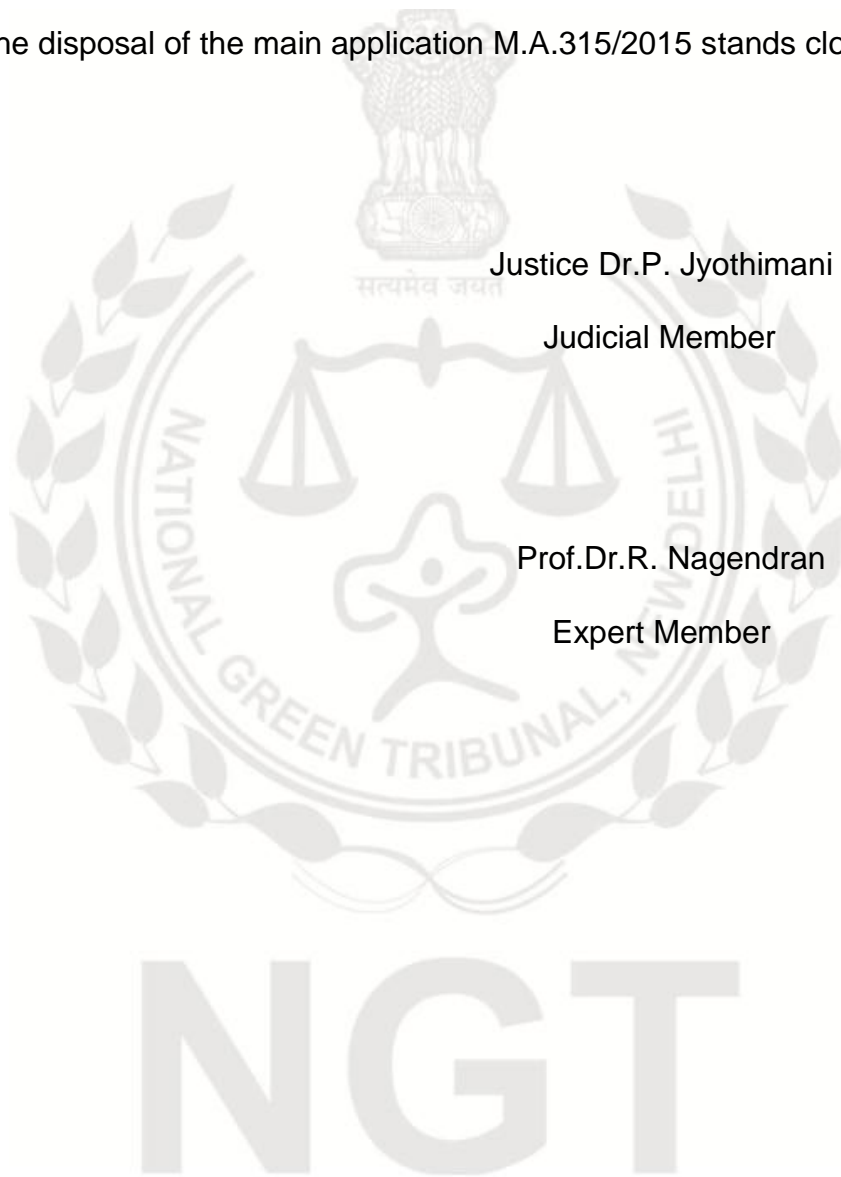 he disposal of the main application M.A.315/2015 stands clo
Justice Dr.P. Jyothimani
सत्यमेव जयते
Judicial Member
Prof.Dr.R. Nagendran
Expert Member
NATIONAL GREEN TRIBUNAL, NEW DELHI
NGT